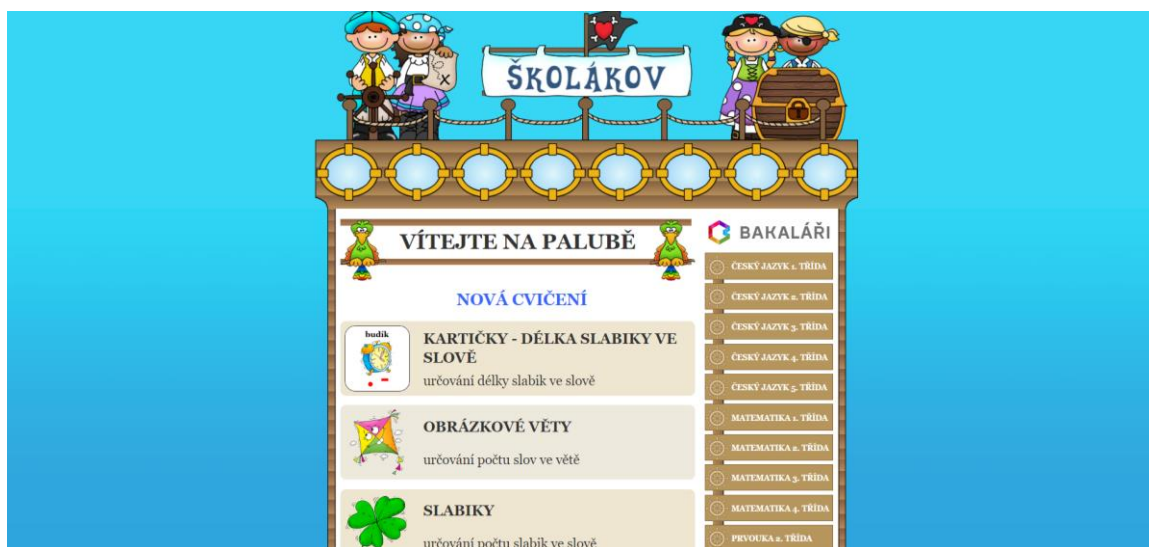 ŠKOLÁKOV
VÍTEJTE NA PALUBĚ
NOVÁ CVIČENÍ
budík
KARTIČKY - DÉLKA SLABIKY VE
SLOVĚ
určování délky slabik ve slově
OBRÁZKOVÉ VĚTY
určování počtu slov ve větě
SLABIKY
určování počtu slabik ve slově
BAKALÁŘI
ČESKÝ JAZYK 1. TŘÍDA
ČESKÝ JAZYK 2. TŘÍDA
ČESKÝ JAZYK 3. TŘÍDA
ČESKÝ JAZYK 4. TŘÍDA
ČESKÝ JAZYK 5. TŘÍDA
MATEMATIKA 1. TŘÍDA
MATEMATIKA 2. TŘÍDA
MATEMATIKA 3. TŘÍDA
MATEMATIKA 4. TŘÍDA
PRVOUKA 2. TŘÍDA